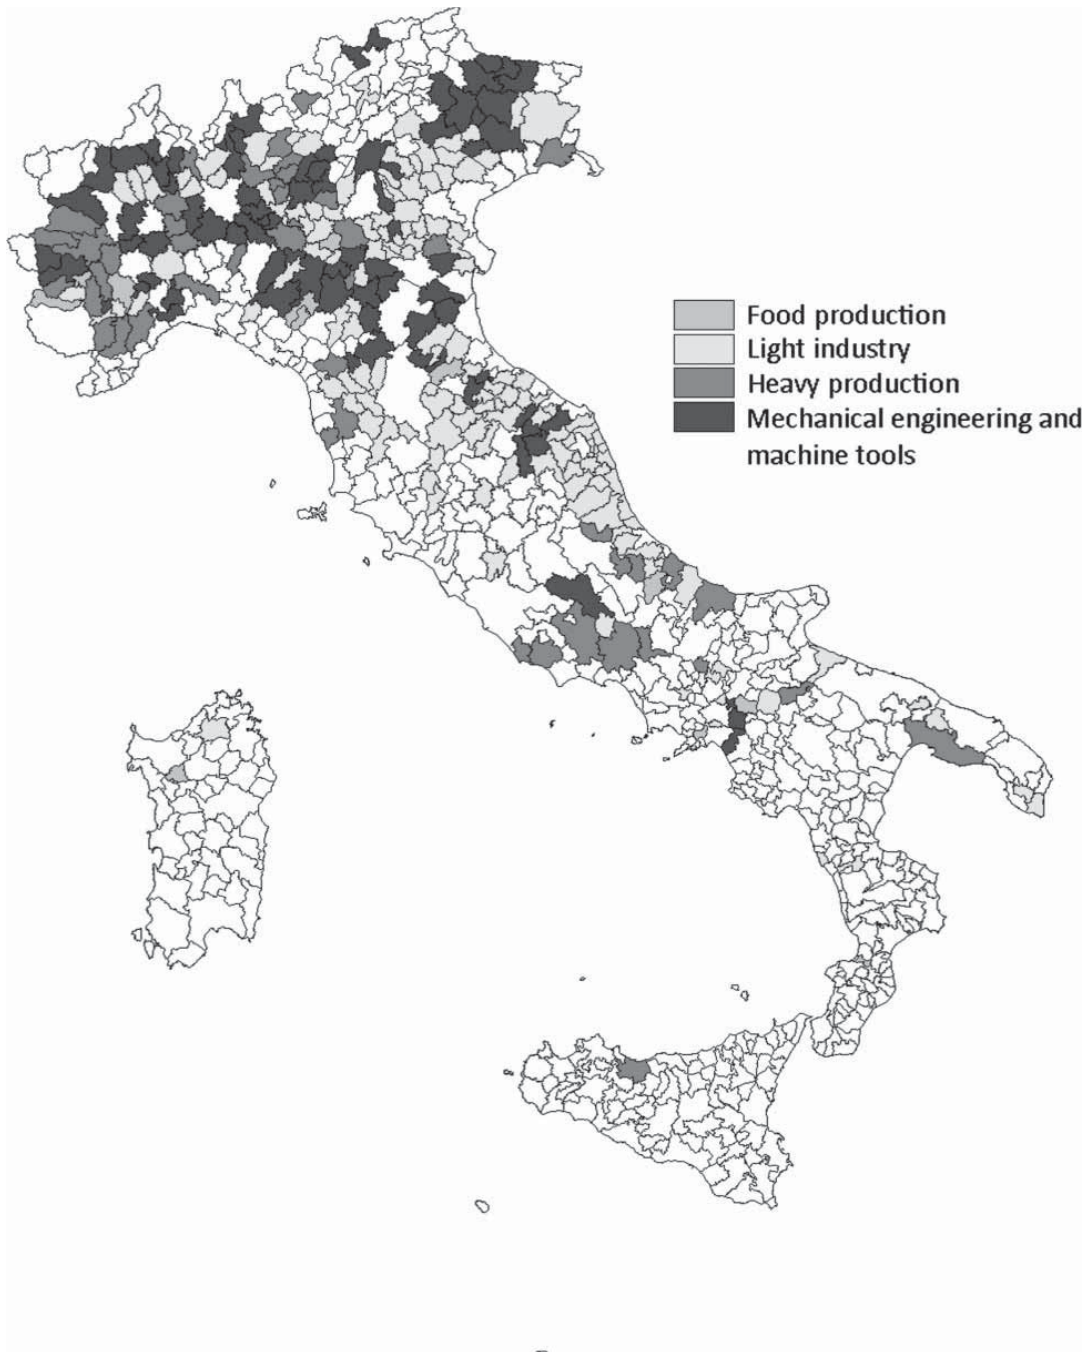 Food production
Light industry
Heavy production
Mechanical engineering and
machine tools